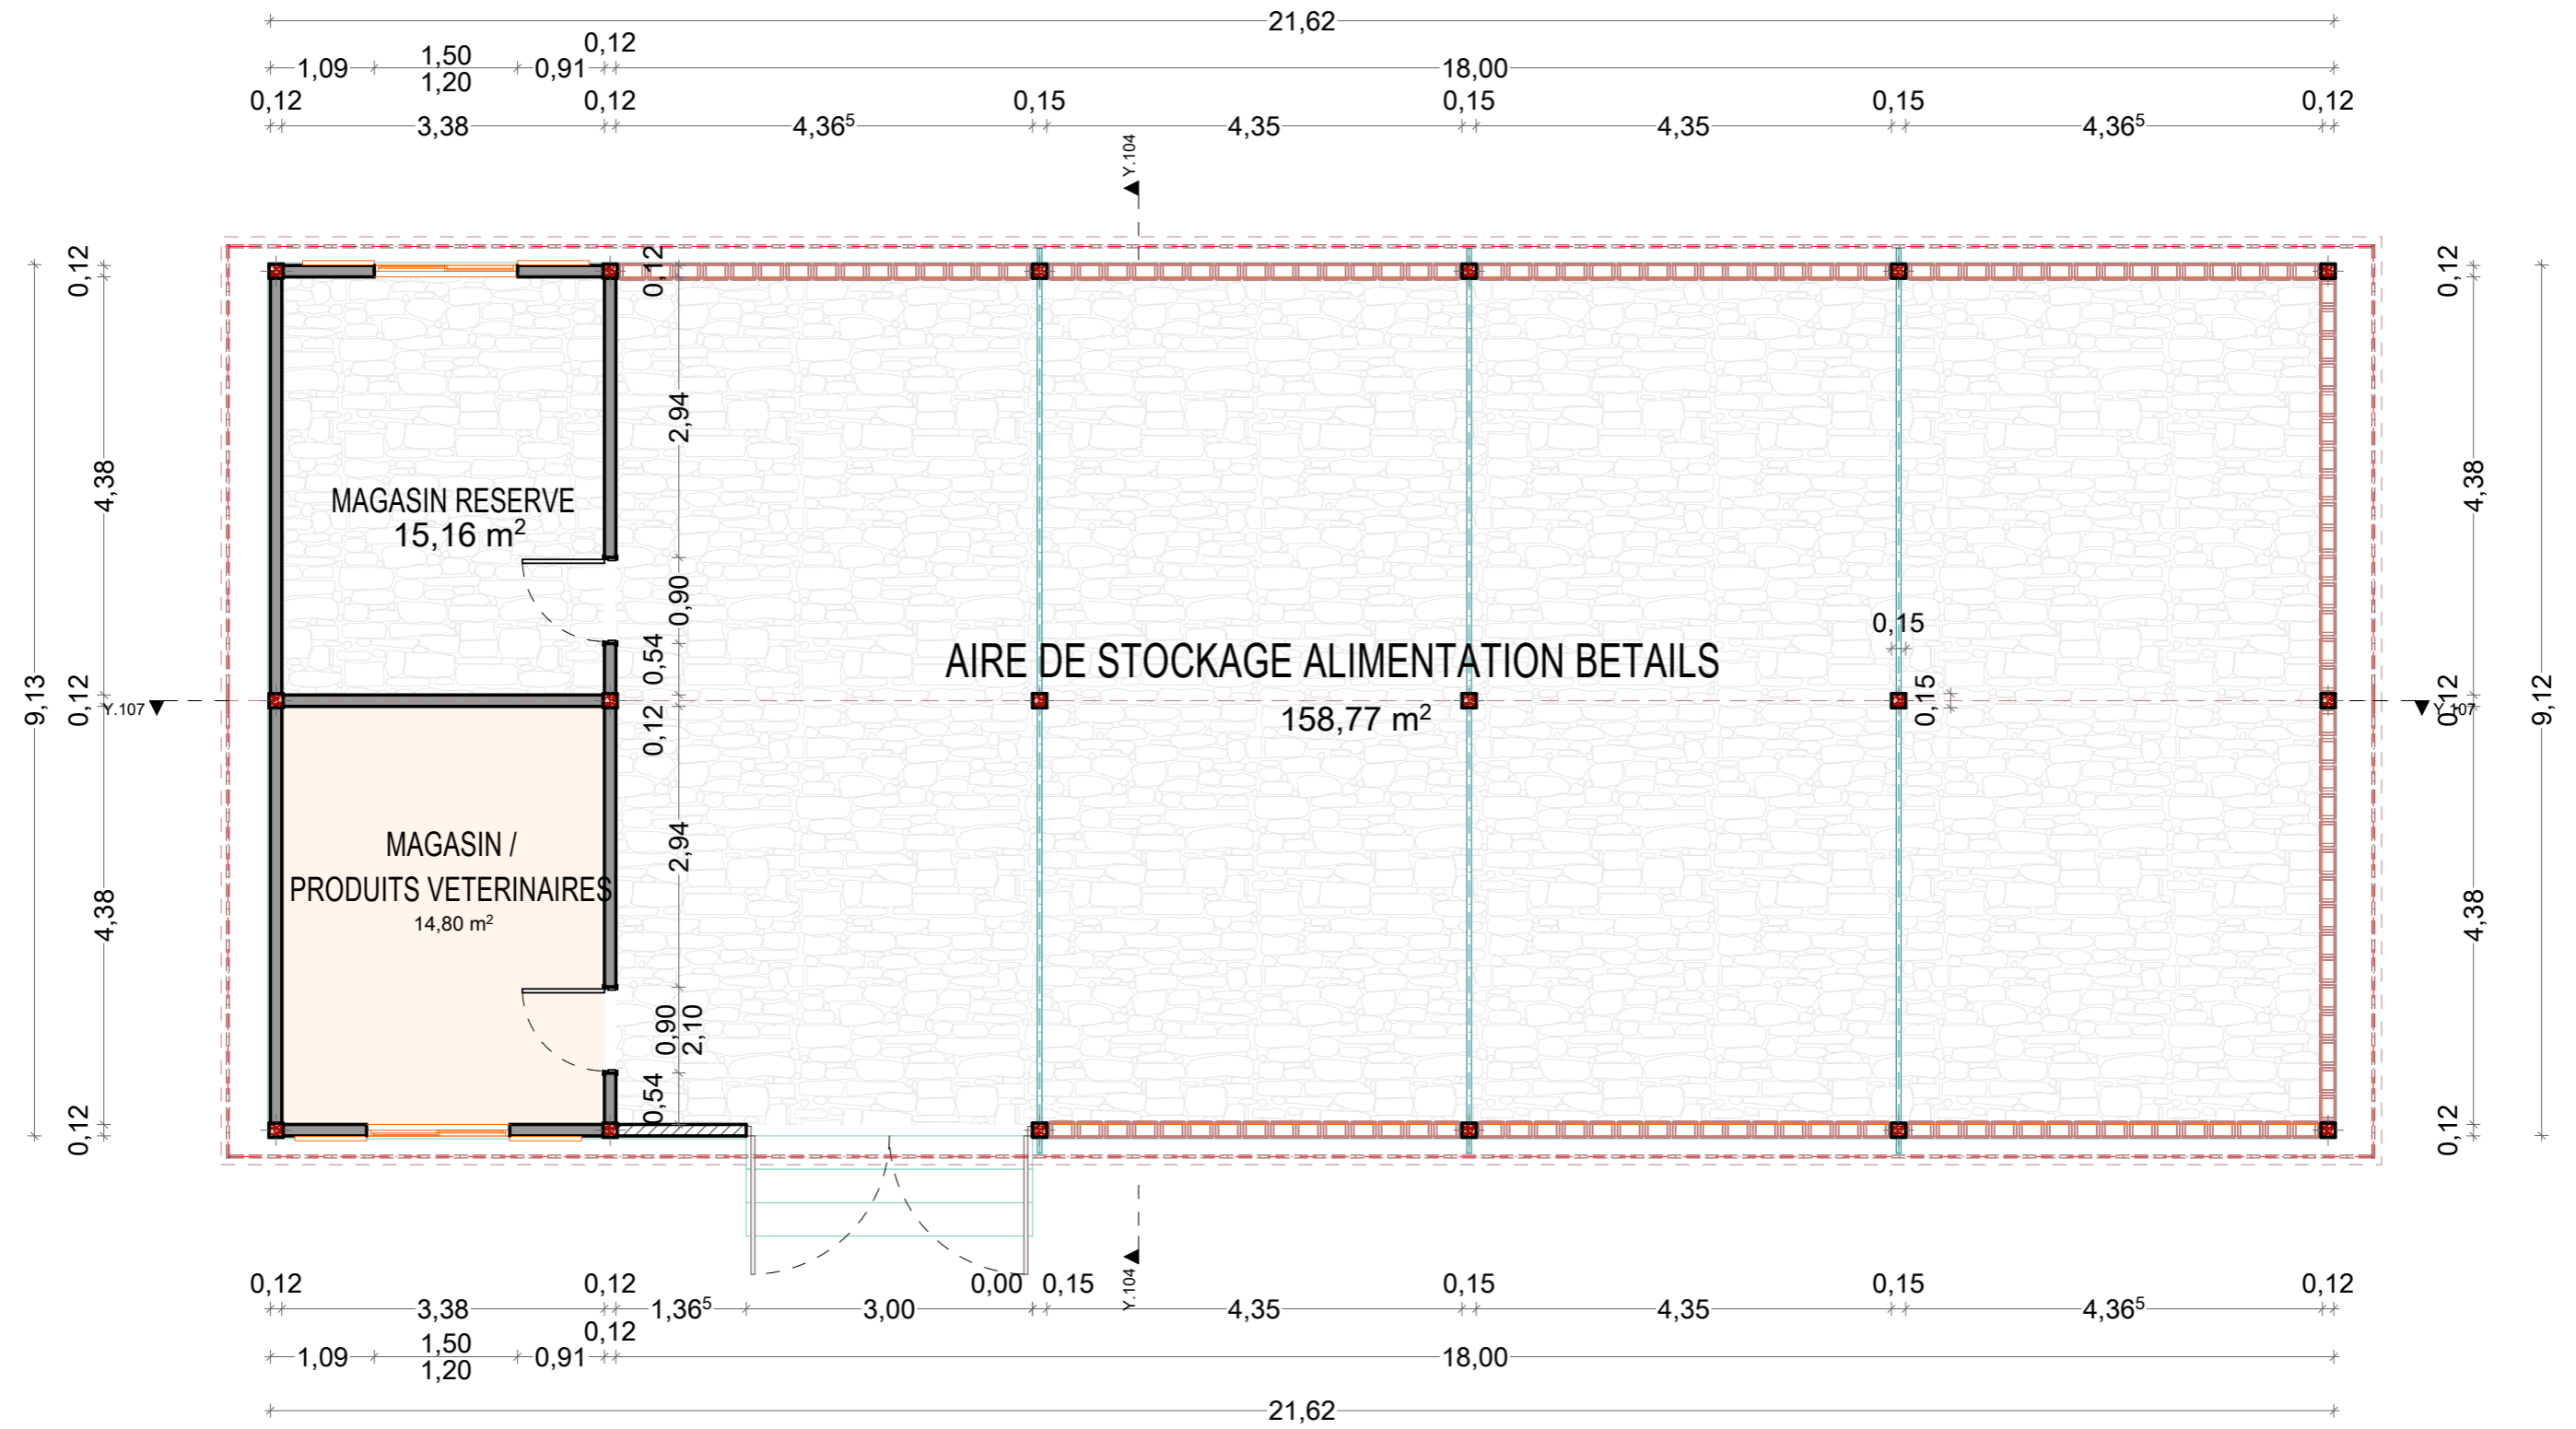 21,62
0,12
1,09 1,50 0,91 18,00
1,20
0,12 0,12 0,15 0,15 0,15 0,12
3,38 4,36⁵ 4,35 4,35 4,36⁵
Y.104
0,12 0,12 0,12
2,94
4,38 4,38
MAGASIN RESERVE
15,16 m²
0,90
0,15
0,54
AIRE DE STOCKAGE ALIMENTATION BETAILS
9,13 0,12 Y.107 0,12 158,77 m² 0,15 0,12 Y.107 9,12
2,94
MAGASIN /
PRODUITS VETERINAIRES
14,80 m²
4,38 4,38
0,90
2,10
0,54
0,12 0,12
Y.104
0,12 0,12 0,00 0,15 0,15 0,15 0,12
3,38 1,36⁵ 3,00 4,35 4,35 4,36⁵
0,12
1,09 1,50 0,91 18,00
1,20
21,62